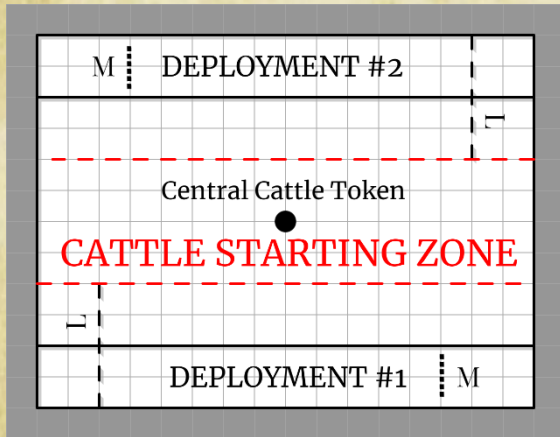 M DEPLOYMENT #2
L
Central Cattle Token
CATTLE STARTING ZONE
L
DEPLOYMENT #1 M